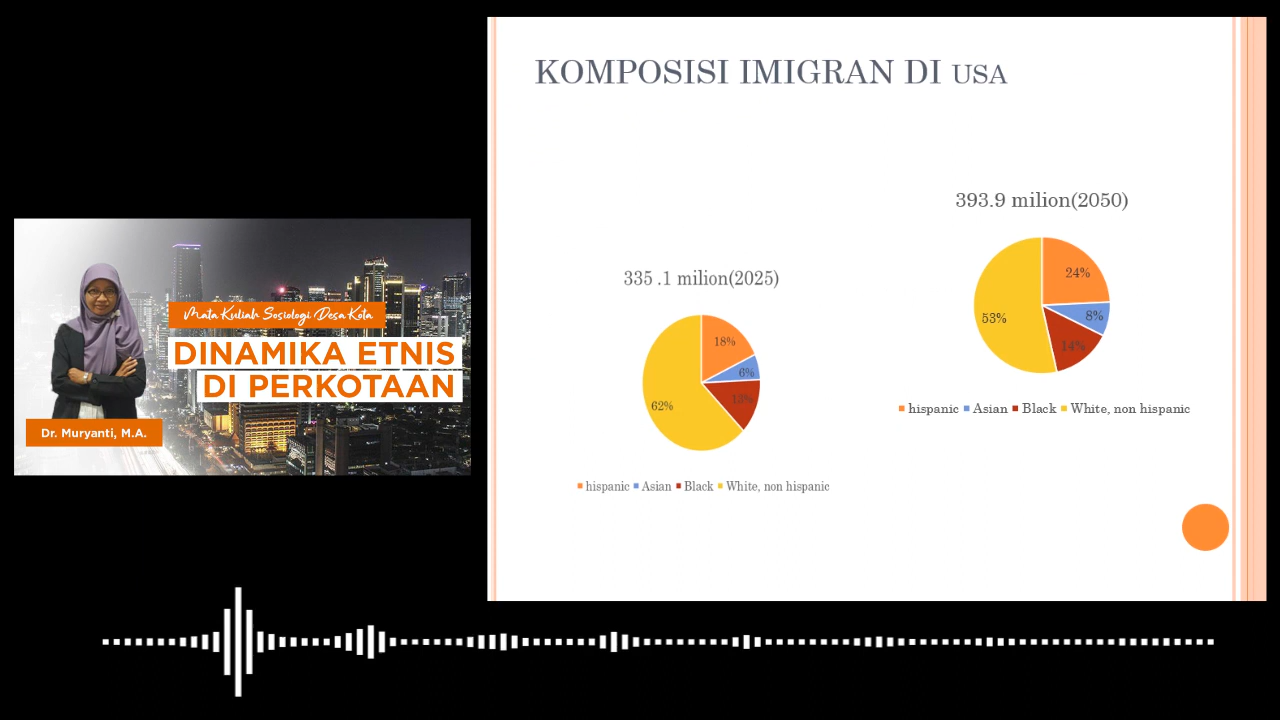 KOMPOSISI IMIGRAN DI USA
Mata Kuliah Sosiologi Desa Kota
DINAMIKA ETNIS
DI PERKOTAAN
Dr. Muryanti, M.A.
335 .1 milion(2025)
18%
6%
13%
62%
hispanic Asian Black White, non hispanic
393.9 milion(2050)
24%
8%
14%
53%
hispanic Asian Black White, non hispanic